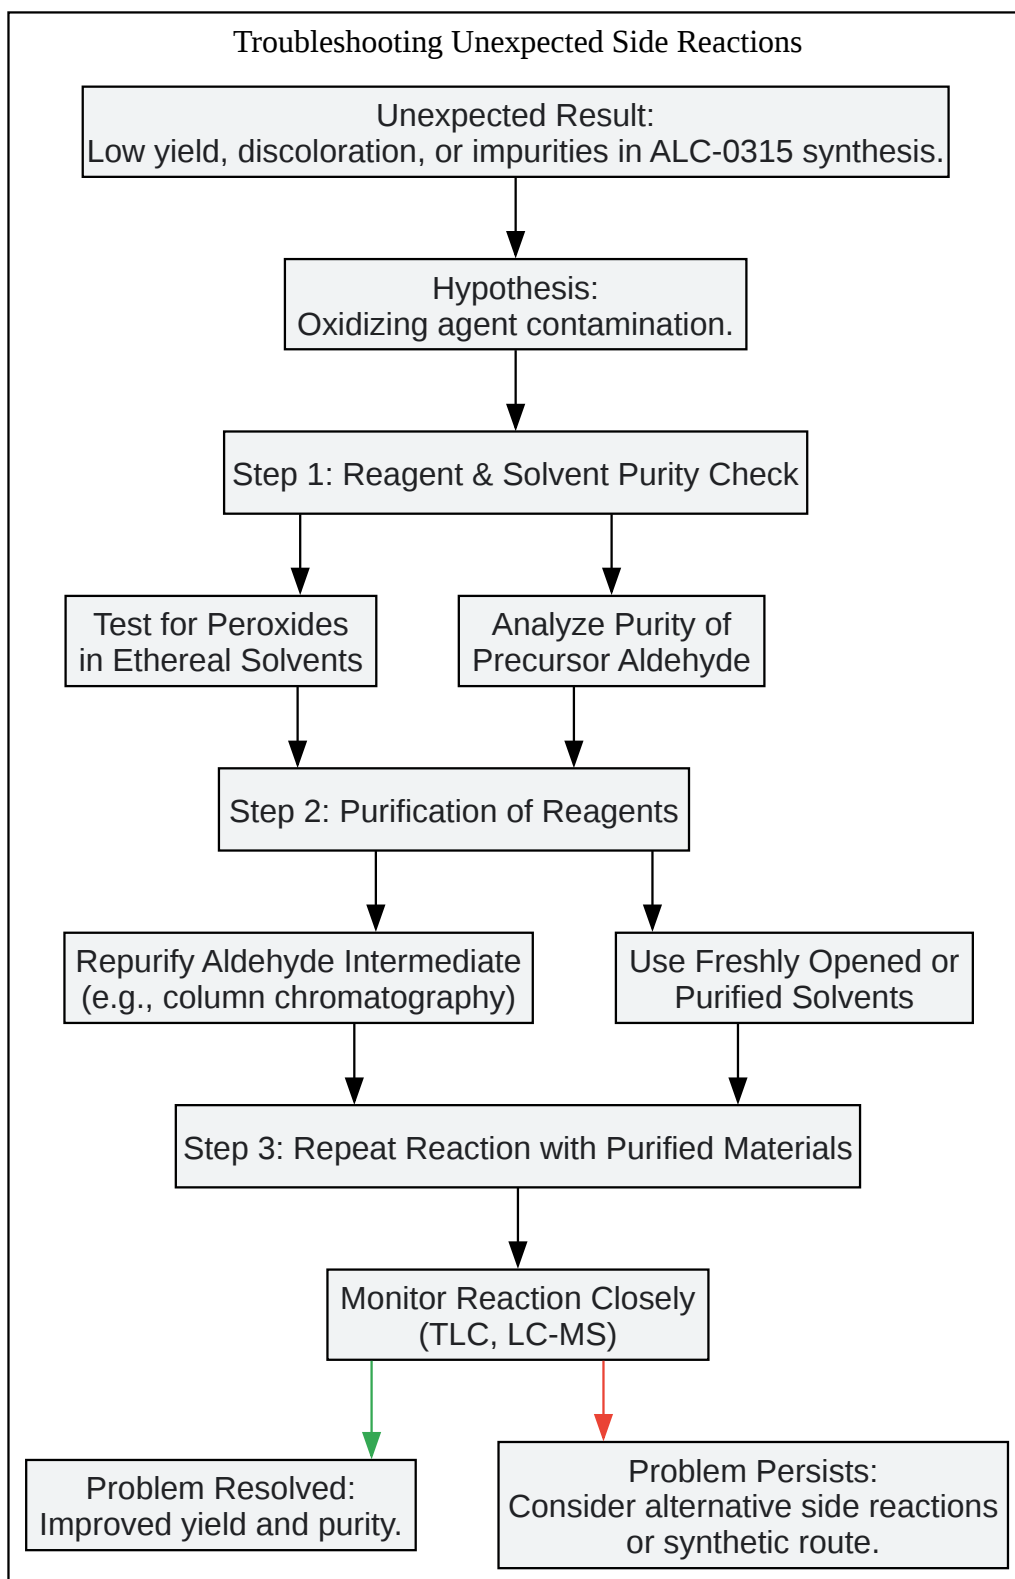 Troubleshooting Unexpected Side Reactions
Unexpected Result:
Low yield, discoloration, or impurities in ALC-0315 synthesis.
Hypothesis:
Oxidizing agent contamination.
Step 1: Reagent & Solvent Purity Check
Test for Peroxides
in Ethereal Solvents
Analyze Purity of
Precursor Aldehyde
Step 2: Purification of Reagents
Repurify Aldehyde Intermediate
(e.g., column chromatography)
Use Freshly Opened or
Purified Solvents
Step 3: Repeat Reaction with Purified Materials
Monitor Reaction Closely
(TLC, LC-MS)
Problem Resolved:
Improved yield and purity.
Problem Persists:
Consider alternative side reactions
or synthetic route.